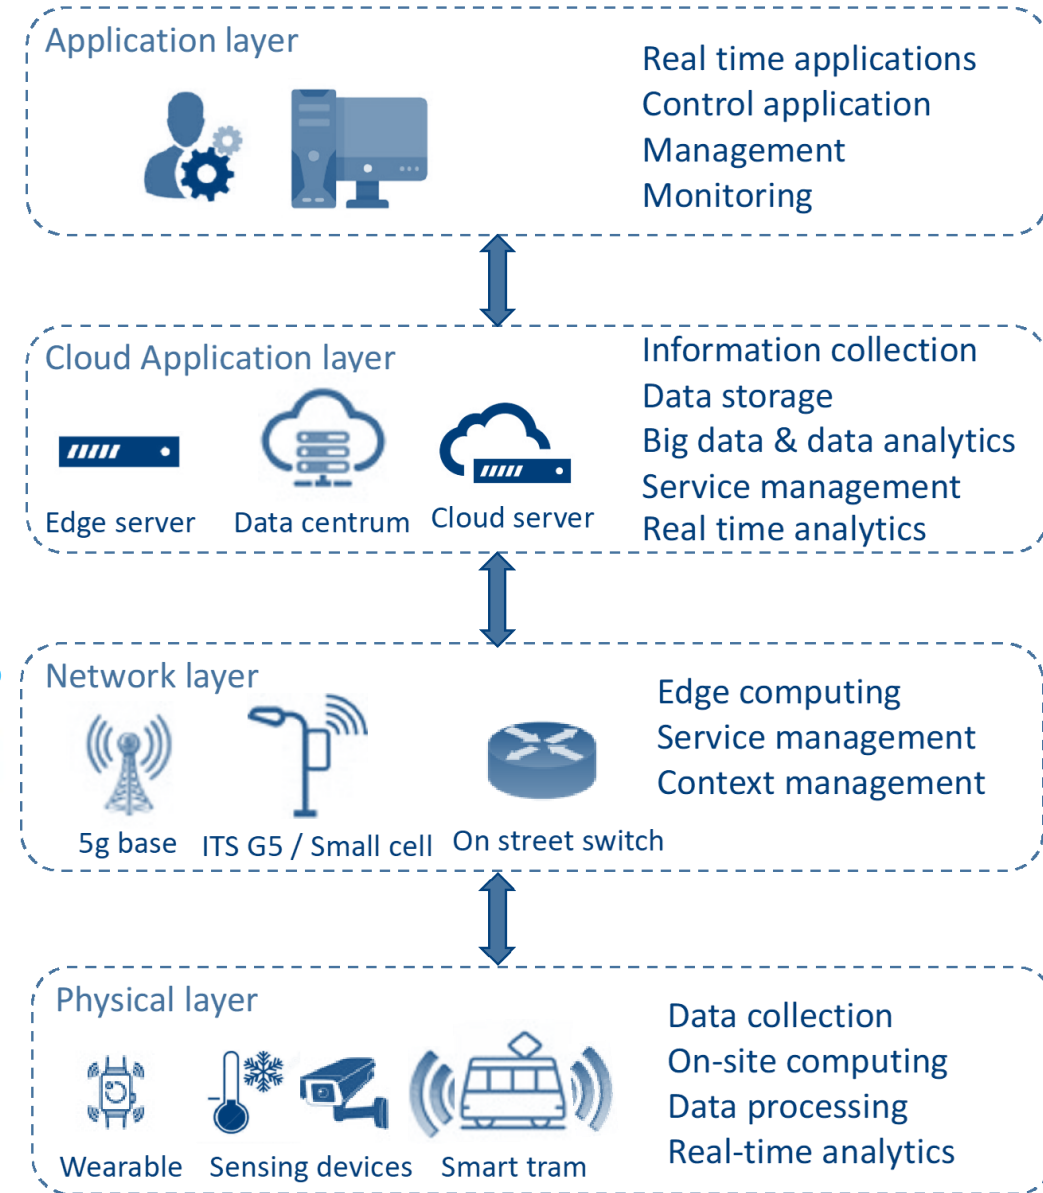 Application layer
Real time applications
Control application
Management
Monitoring
Cloud Application layer
Information collection
Data storage
Big data & data analytics
Service management
Real time analytics
Edge server
Data centrum
Cloud server
Network layer
Edge computing
Service management
Context management
5g base
ITS G5 / Small cell
On street switch
Physical layer
Data collection
On-site computing
Data processing
Real-time analytics
Wearable
Sensing devices
Smart tram